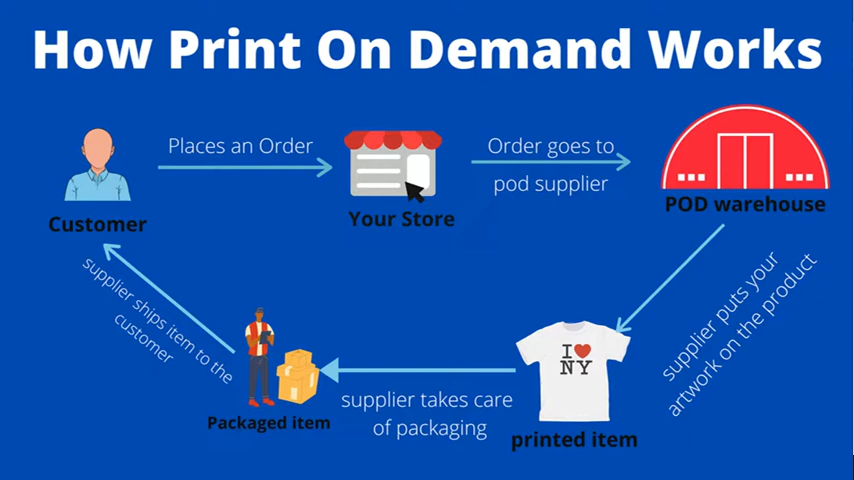 How Print On Demand Works
Places an Order
Order goes to
pod supplier
Customer
Your Store
POD warehouse
supplier puts your
artwork on the product
I ❤ NY
printed item
supplier takes care
of packaging
Packaged item
supplier ships item to the
customer